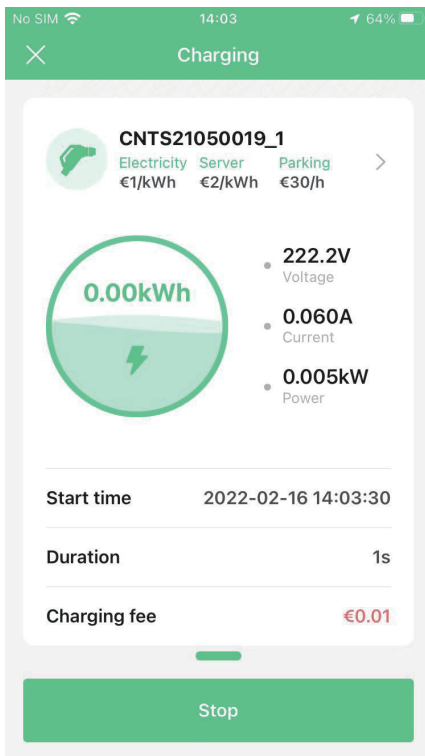 No SIM 14:03 64%
Charging
CNTS21050019_1
Electricity Server Parking
€1/kWh €2/kWh €30/h
222.2V
Voltage
0.00kWh
0.060A
Current
0.005kW
Power
Start time 2022-02-16 14:03:30
Duration 1s
Charging fee €0.01
Stop